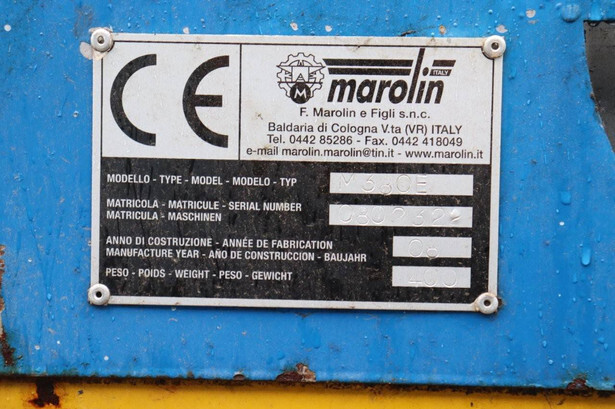 CE
marolin ITALY
F. Marolin e Figli s.n.c.
Baldaria di Cologna V.ta (VR) ITALY
Tel. 0442 85286 - Fax. 0442 418049
e-mail marolin.marolin@tin.it - www.marolin.it
MODELLO - TYPE - MODEL - MODELO - TYP
MATRICOLA - MATRICULE - SERIAL NUMBER
MATRICULA - MASCHINEN
ANNO DI COSTRUZIONE - ANNÉE DE FABRICATION
MANUFACTURE YEAR - AÑO DE CONSTRUCCION - BAUJAHR
PESO - POIDS - WEIGHT - PESO - GEWICHT